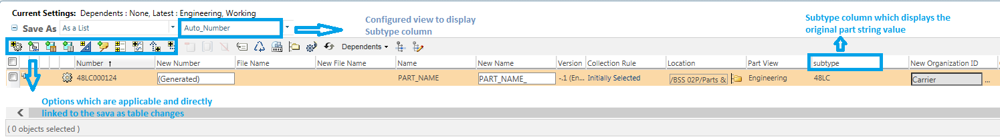 Current Settings: Dependents : None, Latest : Engineering, Working
Save As As a List Auto_Number
Configured view to display
Subtype column
Subtype column which displays the
original part string value
Dependents
Number New Number File Name New File Name Name New Name Version Collection Rule Location Part View subtype New Organization ID
48LC000124 (Generated) PART_NAME PART_NAME_ -.1 (En... Initially Selected /BSS 02P/Parts & Engineering 48LC Carrier ...
Options which are applicable and directly
linked to the sava as table changes
( 0 objects selected )